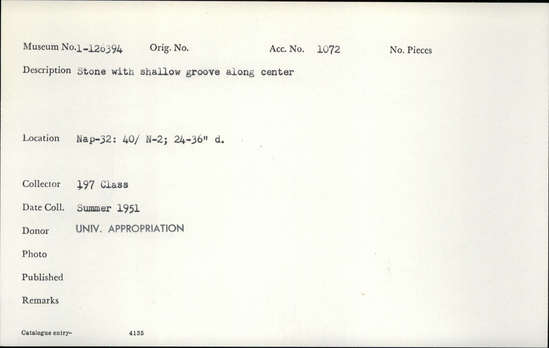 Museum No. 1-126394 Orig. No. Acc. No. 1072 No. Pieces
Description Stone with shallow groove along center
Location Nap-32: 40/ N-2; 24-36" d.
Collector 197 Class
Date Coll. Summer 1951
Donor UNIV. APPROPRIATION
Photo
Published
Remarks
Catalogue entry- 4135